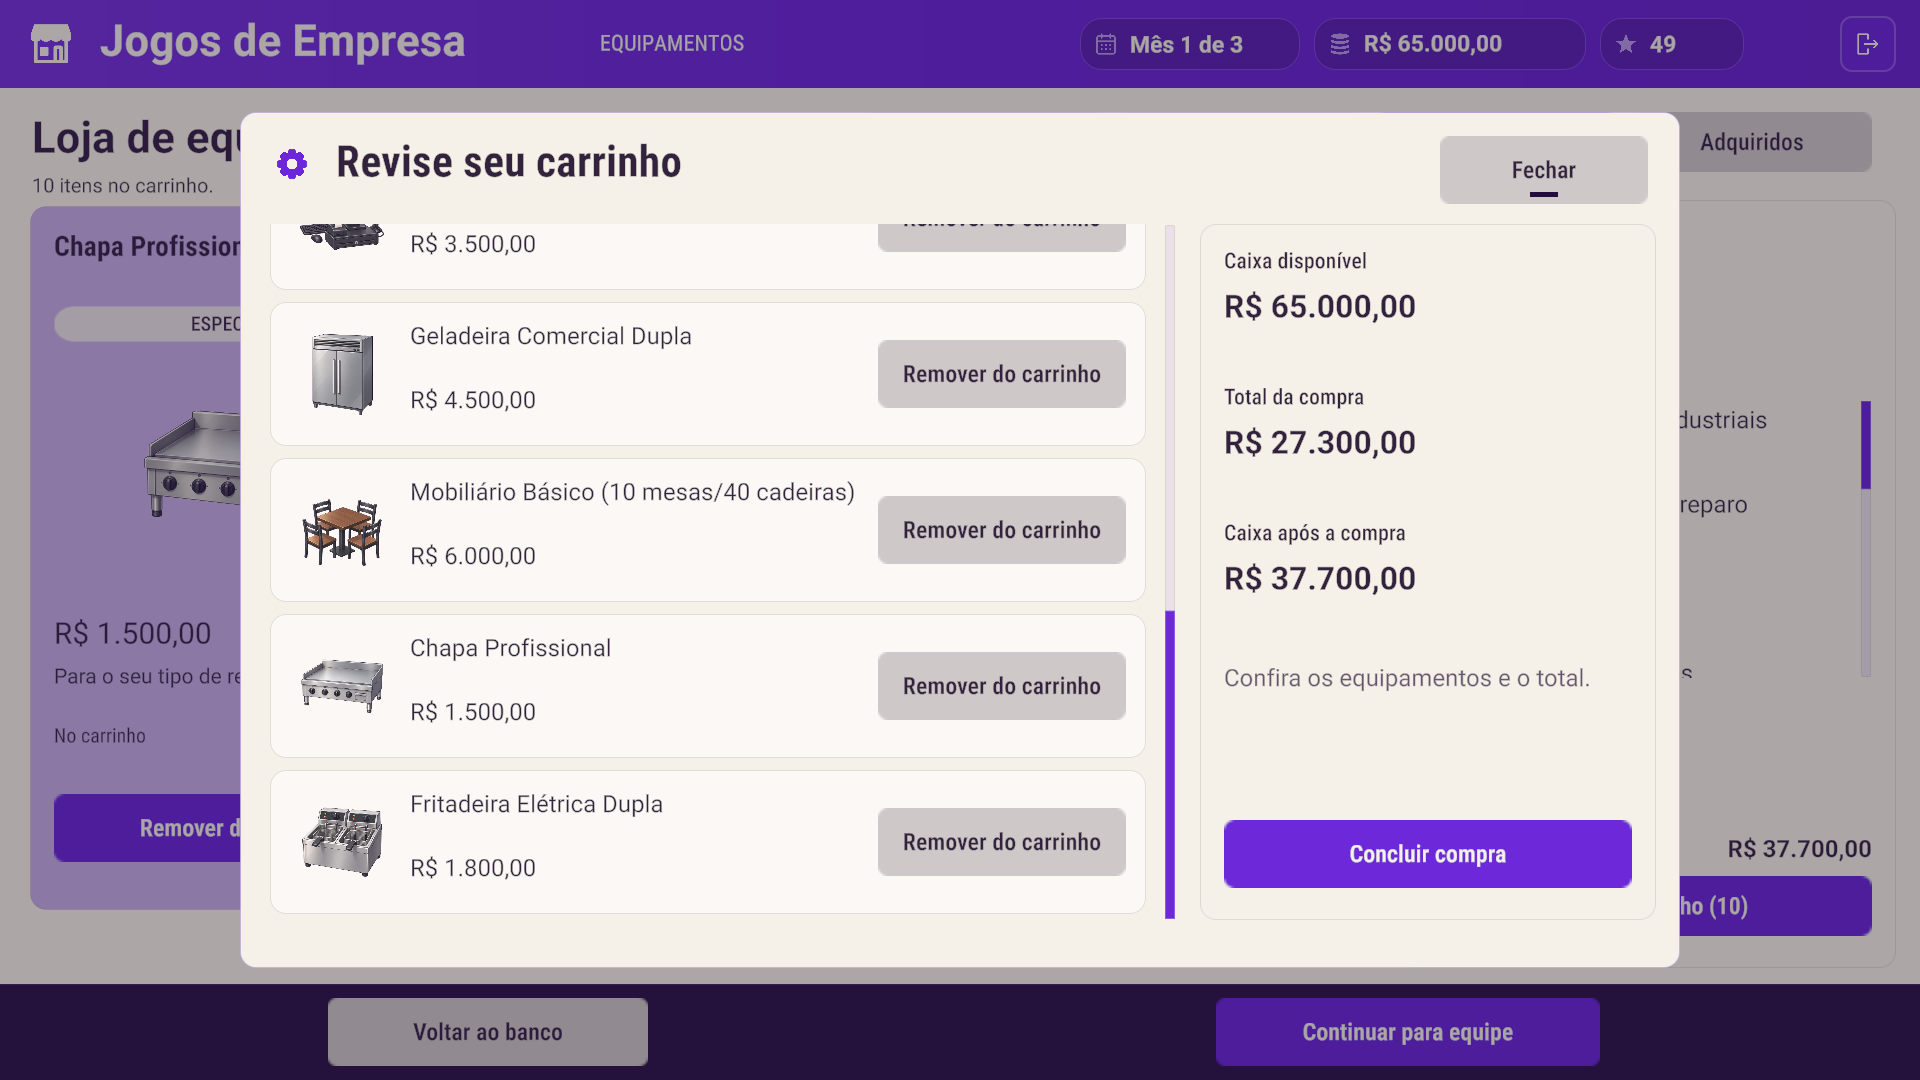 Jogos de Empresa
EQUIPAMENTOS
Mês 1 de 3
R$ 65.000,00
49
Loja de equ
10 itens no carrinho.
Adquiridos
Chapa Profission
ESPEC
R$ 1.500,00
Para o seu tipo de re
No carrinho
Remover d
Revise seu carrinho
Fechar
R$ 3.500,00
Remover do carrinho
Geladeira Comercial Dupla
R$ 4.500,00
Remover do carrinho
Mobiliário Básico (10 mesas/40 cadeiras)
R$ 6.000,00
Remover do carrinho
Chapa Profissional
R$ 1.500,00
Remover do carrinho
Fritadeira Elétrica Dupla
R$ 1.800,00
Remover do carrinho
Caixa disponível
R$ 65.000,00
Total da compra
R$ 27.300,00
Caixa após a compra
R$ 37.700,00
Confira os equipamentos e o total.
Concluir compra
dustriais
reparo
s
R$ 37.700,00
ho (10)
Voltar ao banco
Continuar para equipe